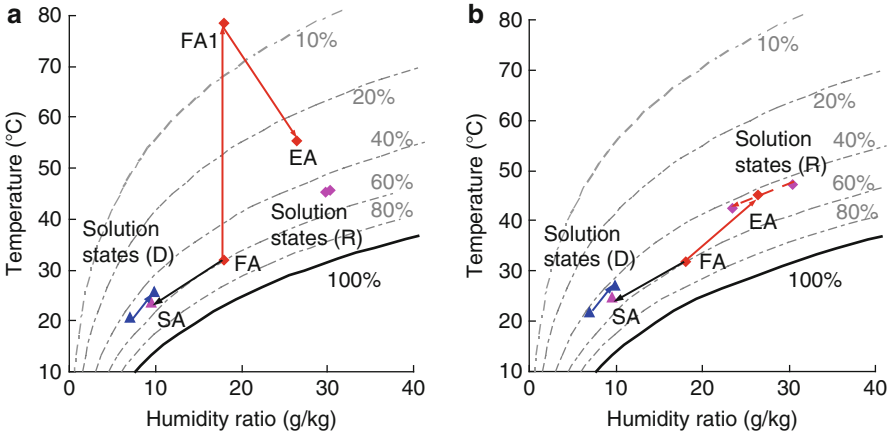 a
80
70
60
50
40
30
20
10
0
10
20
30
40
Temperature (°C)
Humidity ratio (g/kg)
FA1
10%
20%
40%
60%
80%
100%
EA
Solution
states (R)
Solution
states (D)
FA
SA
b
80
70
60
50
40
30
20
10
0
10
20
30
40
Temperature (°C)
Humidity ratio (g/kg)
10%
20%
Solution
states (R)
40%
60%
80%
100%
EA
Solution
states (D)
FA
SA